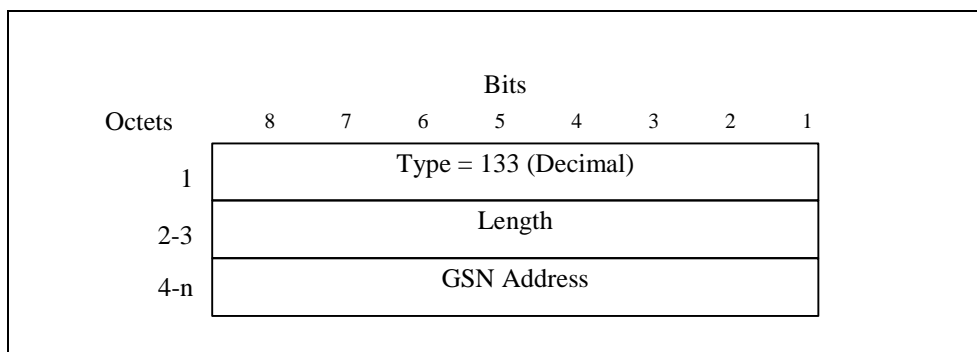 Bits
Octets 8 7 6 5 4 3 2 1
1 Type = 133 (Decimal)
2-3 Length
4-n GSN Address